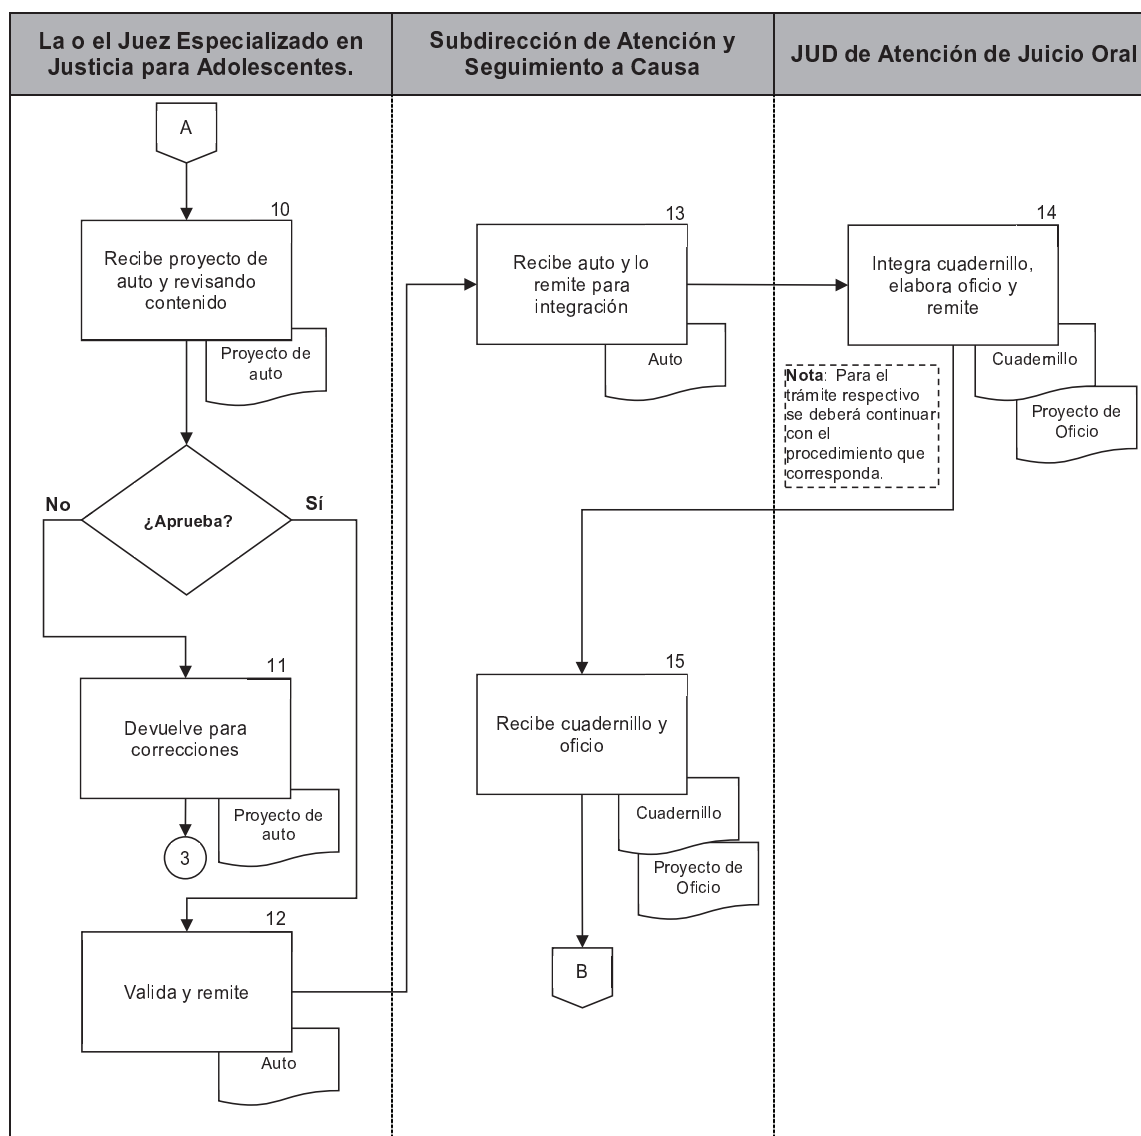 La o el Juez Especializado en
Justicia para Adolescentes.
Subdirección de Atención y
Seguimiento a Causa
JUD de Atención de Juicio Oral
A
10
Recibe proyecto de
auto y revisando
contenido
Proyecto de
auto
¿Aprueba?
No
Sí
11
Devuelve para
correcciones
Proyecto de
auto
3
12
Valida y remite
Auto
13
Recibe auto y lo
remite para
integración
Auto
14
Integra cuadernillo,
elabora oficio y
remite
Cuadernillo
Proyecto de
Oficio
Nota: Para el
trámite respectivo
se deberá continuar
con el
procedimiento que
corresponda.
15
Recibe cuadernillo y
oficio
Cuadernillo
Proyecto de
Oficio
B